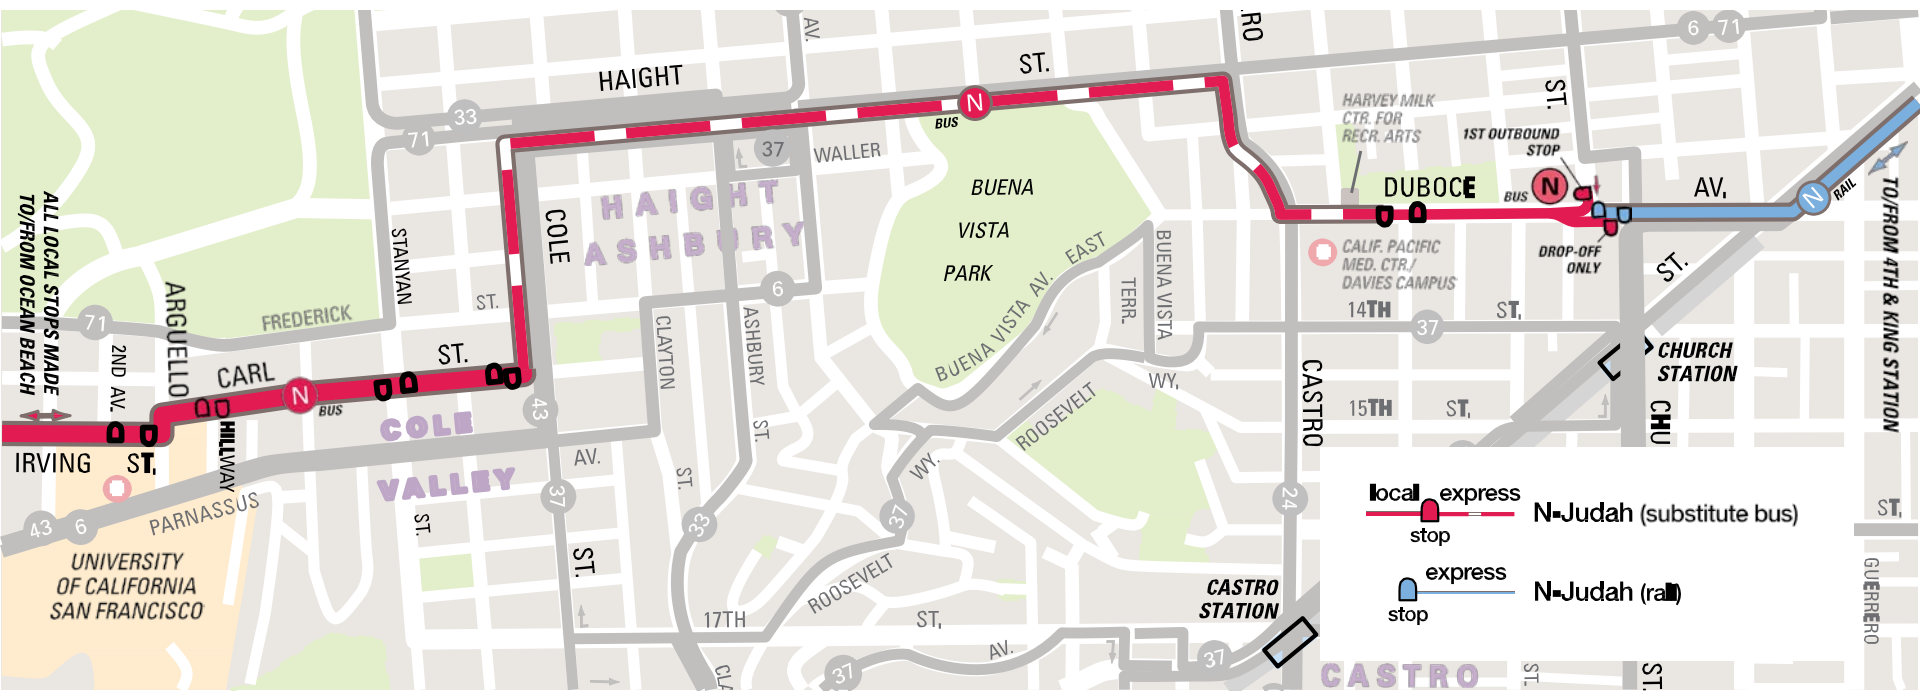 HAIGHT
ST.
AV.
RO
6
71
33
71
N
BUS
37
WALLER
HARVEY MILK
CTR. FOR
RECR. ARTS
1ST OUTBOUND
STOP
ST.
BUS
N
DUBOCE
AV.
N
RAIL
TO/FROM 4TH & KING STATION
DROP-OFF
ONLY
ST.
HAIGHT
ASHBURY
BUENA
VISTA
PARK
COLE
STANYAN
ST.
6
EAST
BUENA VISTA AV.
TERR.
BUENA VISTA
CALIF. PACIFIC
MED. CTR./
DAVIES CAMPUS
14TH
ST.
37
ALL LOCAL STOPS MADE
TO/FROM OCEAN BEACH
71
FREDERICK
ARGUELLO
2ND AV.
CARL
ST.
N
BUS
CLAYTON
ASHBURY
ST.
ROOSEVELT
WY.
CASTRO
15TH
ST.
CHURCH
STATION
CHU
COLE
VALLEY
43
HILLWAY
IRVING
ST.
AV.
PARNASSUS
43
6
ST.
37
ST.
33
WY.
37
24
UNIVERSITY
OF CALIFORNIA
SAN FRANCISCO
ST.
ROOSEVELT
17TH
ST.
AV.
37
CLA
37
CASTRO
STATION
CASTRO
local
express
stop
N-Judah (substitute bus)
express
stop
N-Judah (rail)
ST.
GUERRERO
ST.
ST.